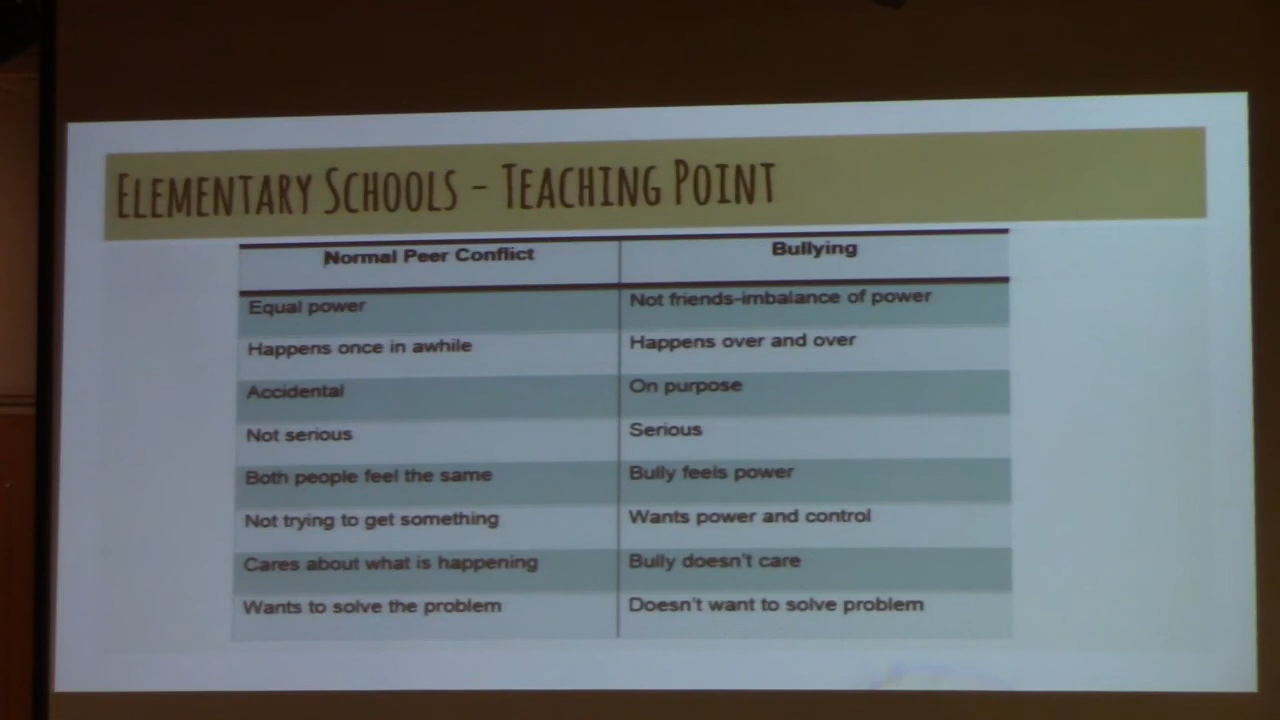 ELEMENTARY SCHOOLS - TEACHING POINT
Normal Peer Conflict Bullying
Equal power Not friends-imbalance of power
Happens once in awhile Happens over and over
Accidental On purpose
Not serious Serious
Both people feel the same Bully feels power
Not trying to get something Wants power and control
Cares about what is happening Bully doesn't care
Wants to solve the problem Doesn't want to solve problem